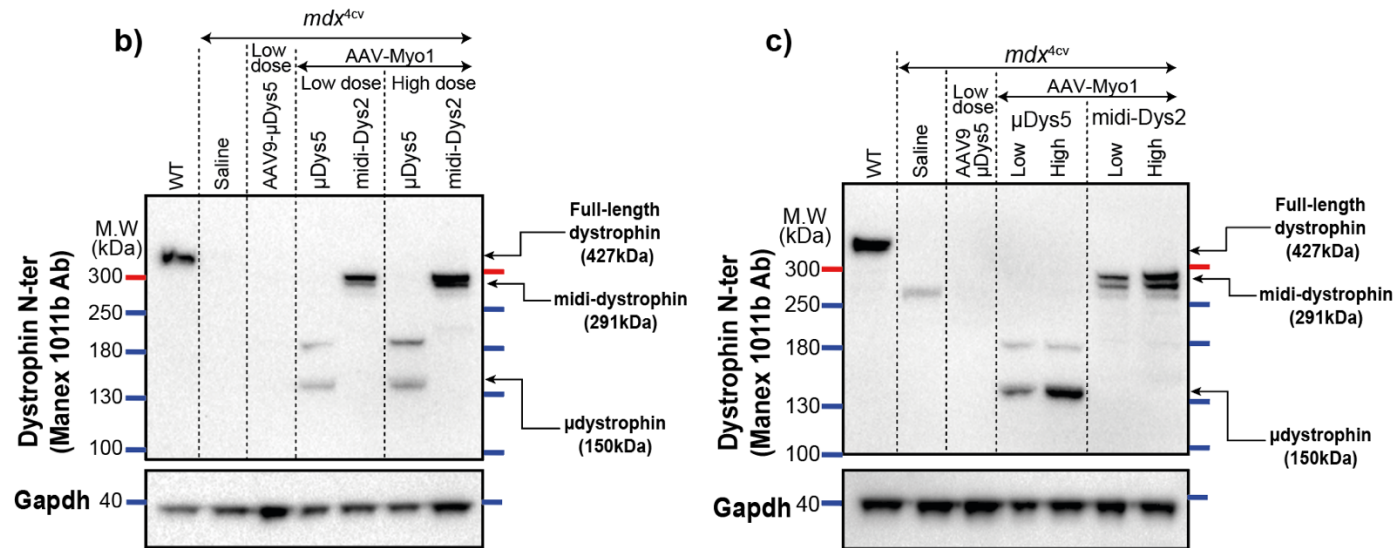 b)
mdx4cv
Low dose
AAV-Myo1
Low dose
High dose
WT
Saline
AAV9-µDys5
µDys5
midi-Dys2
µDys5
midi-Dys2
M.W
(kDa)
300
250
180
130
100
Dystrophin N-ter
(Manex 1011b Ab)
Full-length
dystrophin
(427kDa)
midi-dystrophin
(291kDa)
µdystrophin
(150kDa)
Gapdh
40
c)
mdx4cv
Low dose
AAV-Myo1
µDys5
midi-Dys2
WT
Saline
AAV9
µDys5
Low
High
Low
High
M.W
(kDa)
300
250
180
130
100
Dystrophin N-ter
(Manex 1011b Ab)
Full-length
dystrophin
(427kDa)
midi-dystrophin
(291kDa)
µdystrophin
(150kDa)
Gapdh
40